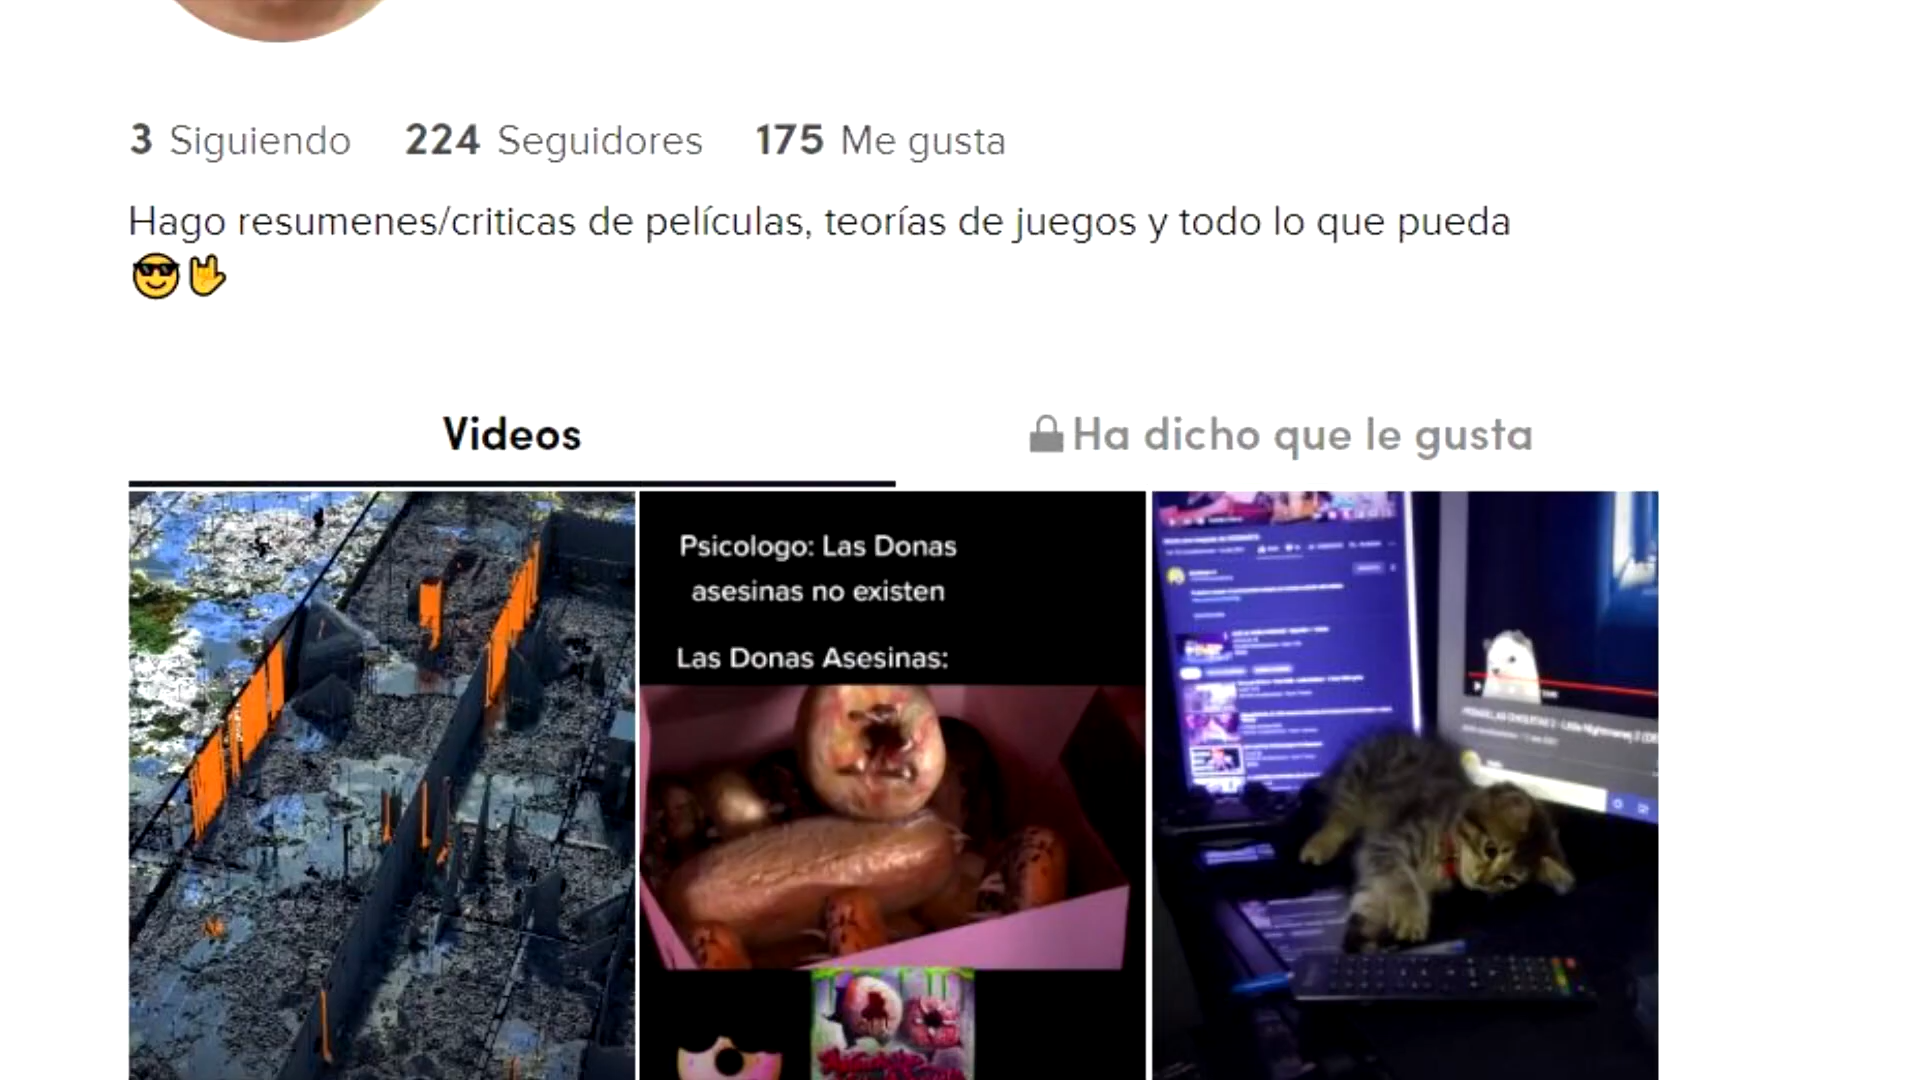 3 Siguiendo 224 Seguidores 175 Me gusta
Hago resumenes/criticas de películas, teorías de juegos y todo lo que pueda
😎🤟
Videos
Ha dicho que le gusta
Psicologo: Las Donas
asesinas no existen
Las Donas Asesinas: